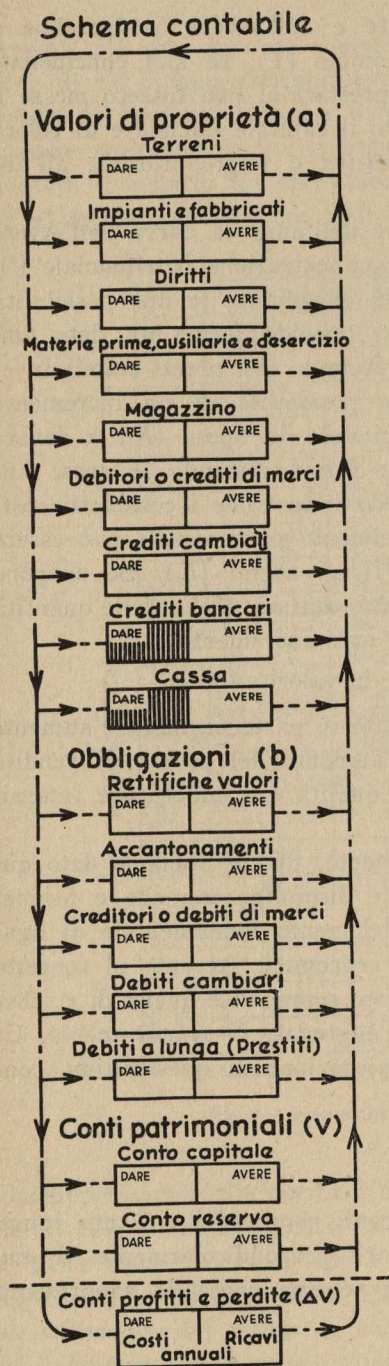 Schema contabile
Valori di proprietà (a)
Terreni
DARE AVERE
Impianti e fabbricati
DARE AVERE
Diritti
DARE AVERE
Materie prime, ausiliarie e d'esercizio
DARE AVERE
Magazzino
DARE AVERE
Debitori o crediti di merci
DARE AVERE
Crediti cambiali
DARE AVERE
Crediti bancari
DARE AVERE
Cassa
DARE AVERE
Obbligazioni (b)
Rettifiche valori
DARE AVERE
Accantonamenti
DARE AVERE
Creditori o debiti di merci
DARE AVERE
Debiti cambiari
DARE AVERE
Debiti a lunga (Prestiti)
DARE AVERE
Conti patrimoniali (v)
Conto capitale
DARE AVERE
Conto reserva
DARE AVERE
Conti profitti e perdite (ΔV)
DARE AVERE
Costi Ricavi
annuali